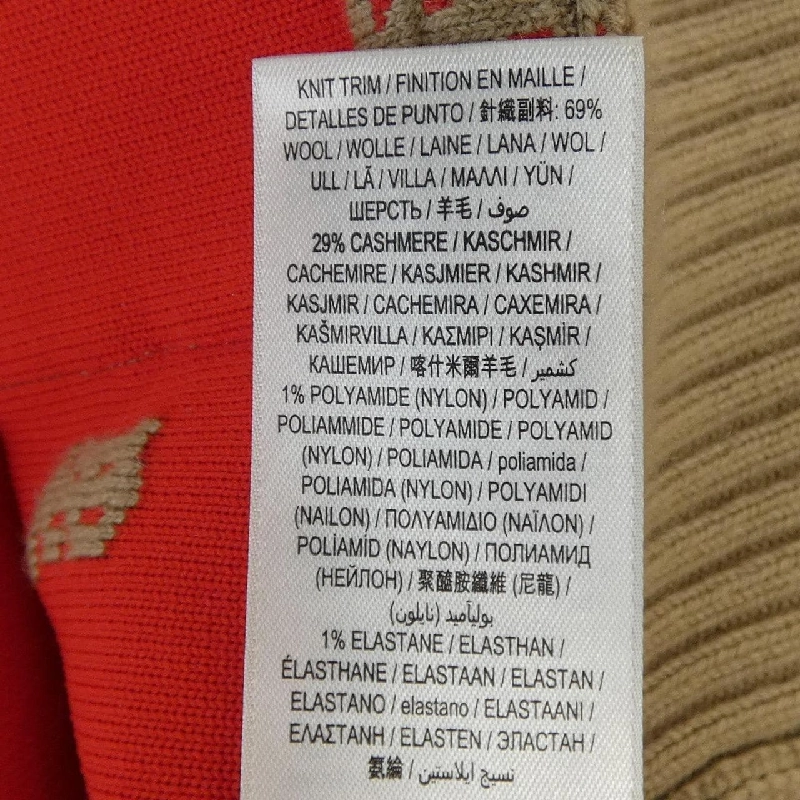 KNIT TRIM / FINITION EN MAILLE /
DETALLES DE PUNTO / 針織副料: 69%
WOOL / WOLLE / LAINE / LANA / WOL /
ULL / LÃ / VILLA / ΜΑΛΛΙ / YÜN /
ШЕРСТЬ / 羊毛 / صوف
29% CASHMERE / KASCHMIR /
CACHEMIRE / KASJMIER / KASHMIR /
KASJMIR / CACHEMIRA / CAXEMIRA /
KAŠMIRVILLA / ΚΑΣΜΙΡΙ / KAŞMİR /
КАШЕМИР / 喀什米爾羊毛 / كشمير
1% POLYAMIDE (NYLON) / POLYAMID /
POLIAMMIDE / POLYAMIDE / POLYAMID
(NYLON) / POLIAMIDA / poliamida /
POLIAMIDA (NYLON) / POLYAMIDI
(NAILON) / ΠΟΛΥΑΜΙΔΙΟ (ΝΑΪΛΟΝ) /
POLİAMİD (NAYLON) / ПОЛИАМИД
(НЕЙЛОН) / 聚醯胺纖維 (尼龍) /
بوليآميد (نايلون)
1% ELASTANE / ELASTHAN /
ÉLASTHANE / ELASTAAN / ELASTAN /
ELASTANO / elastano / ELASTAANI /
ΕΛΑΣΤΑΝΗ / ELASTEN / ЭЛАСТАН /
氨綸 / نسيج ايلاستين